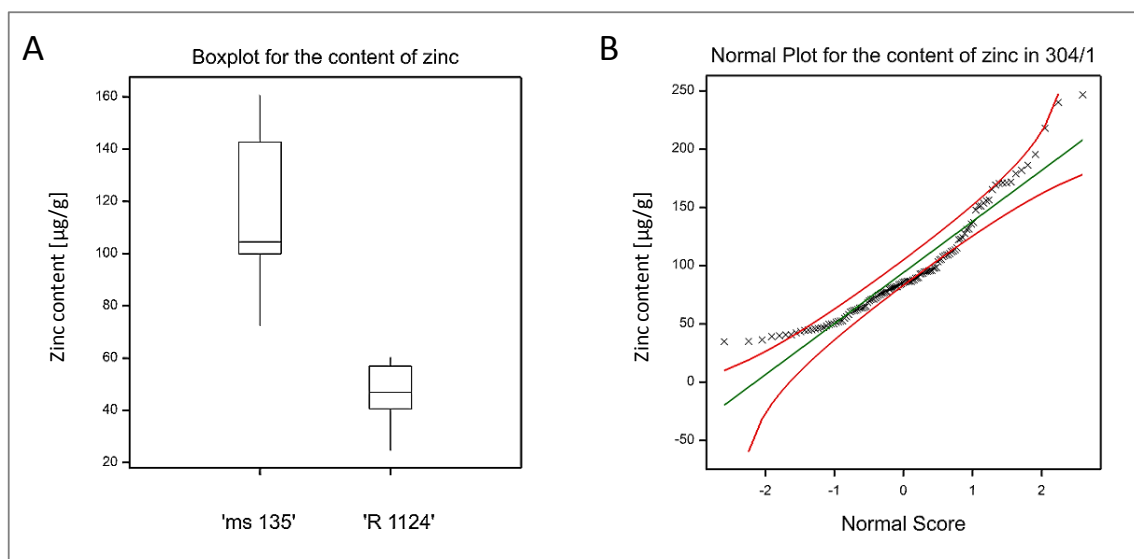 A
Boxplot for the content of zinc
Zinc content [µg/g]
160
140
120
100
80
60
40
20
'ms 135' 'R 1124'
B
Normal Plot for the content of zinc in 304/1
Zinc content [µg/g]
250
200
150
100
50
0
-50
-2 -1 0 1 2
Normal Score